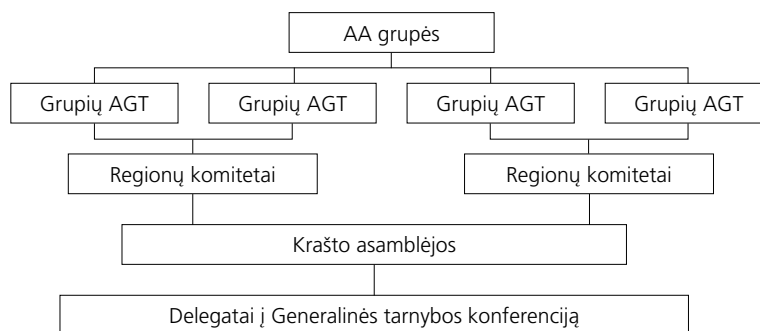 AA grupės
Grupių AGT
Grupių AGT
Grupių AGT
Grupių AGT
Regionų komitetai
Regionų komitetai
Krašto asamblėjos
Delegatai į Generalinės tarnybos konferenciją